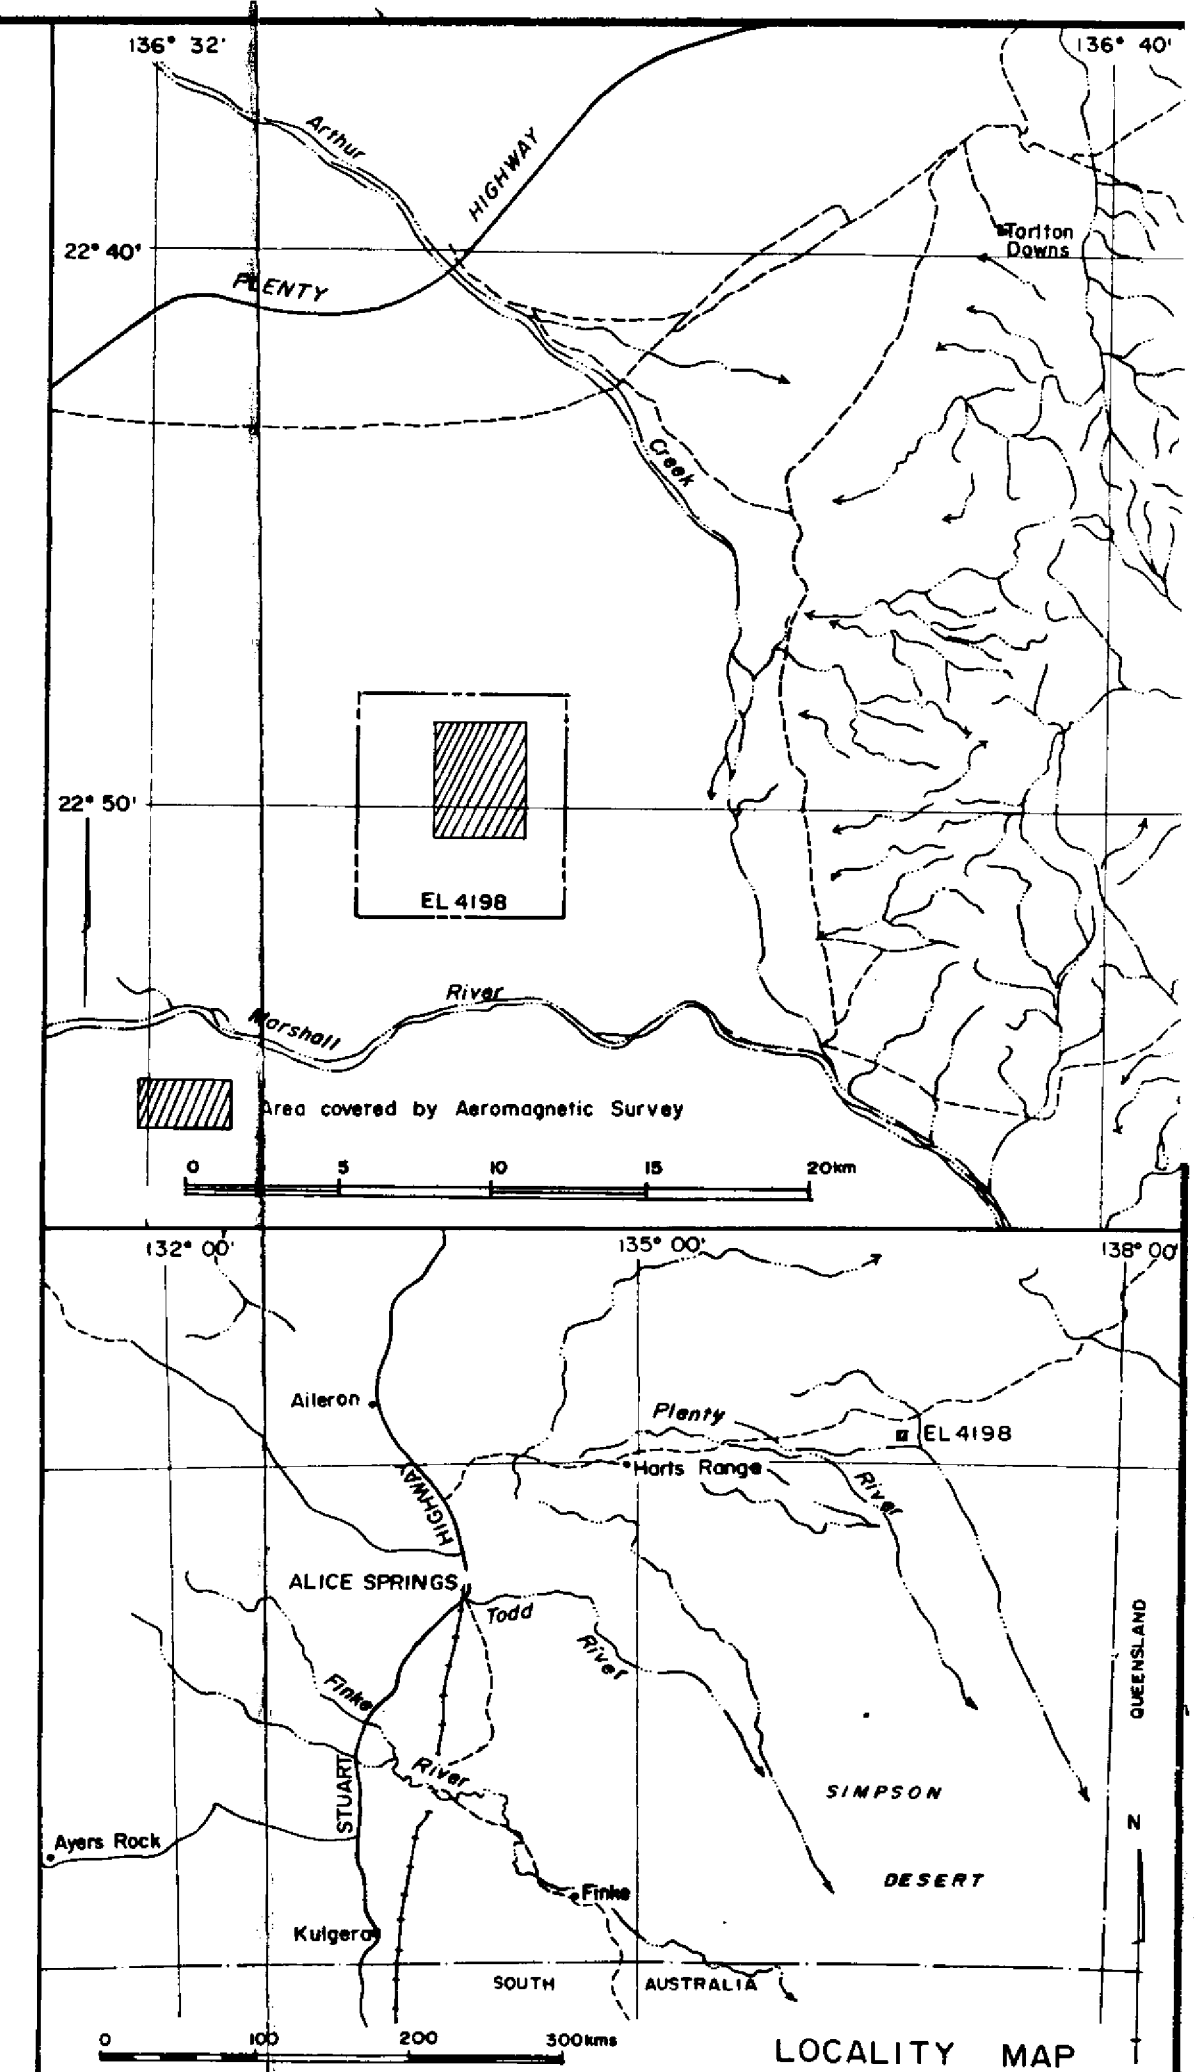 136° 32'
136° 40'
Arthur
HIGHWAY
Tarlton
Downs
22° 40'
PLENTY
Creek
22° 50'
EL 4198
River
Marshall
Area covered by Aeromagnetic Survey
0 5 10 15 20km
132° 00'
135° 00'
138° 00'
Aileron
Plenty
EL 4198
Harts Range
River
HIGHWAY
ALICE SPRINGS
Todd
River
QUEENSLAND
Finke
River
STUART
SIMPSON
N
Ayers Rock
DESERT
Finke
Kulgera
SOUTH AUSTRALIA
0 100 200 300kms
LOCALITY MAP